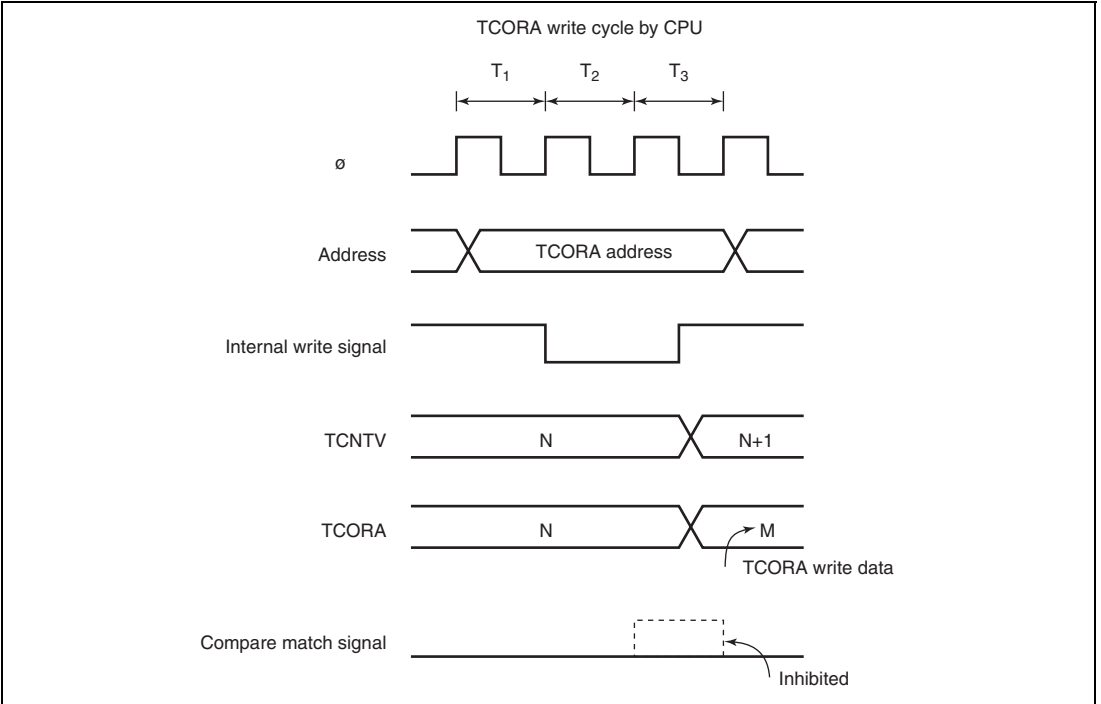 TCORA write cycle by CPU
T1 T2 T3
ø
Address TCORA address
Internal write signal
TCNTV N N+1
TCORA N M
TCORA write data
Compare match signal
Inhibited